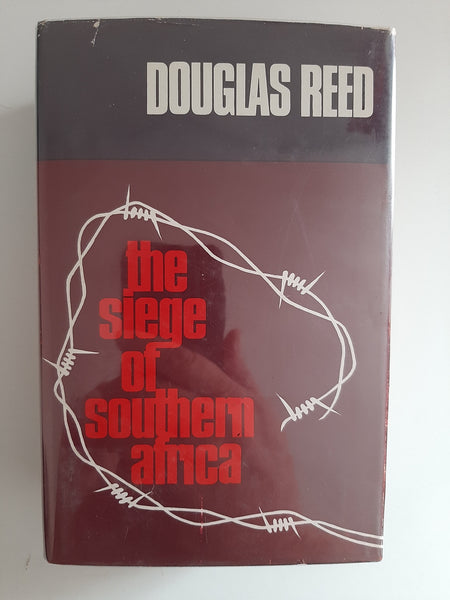 DOUGLAS REED
the
siege
of
southern
africa